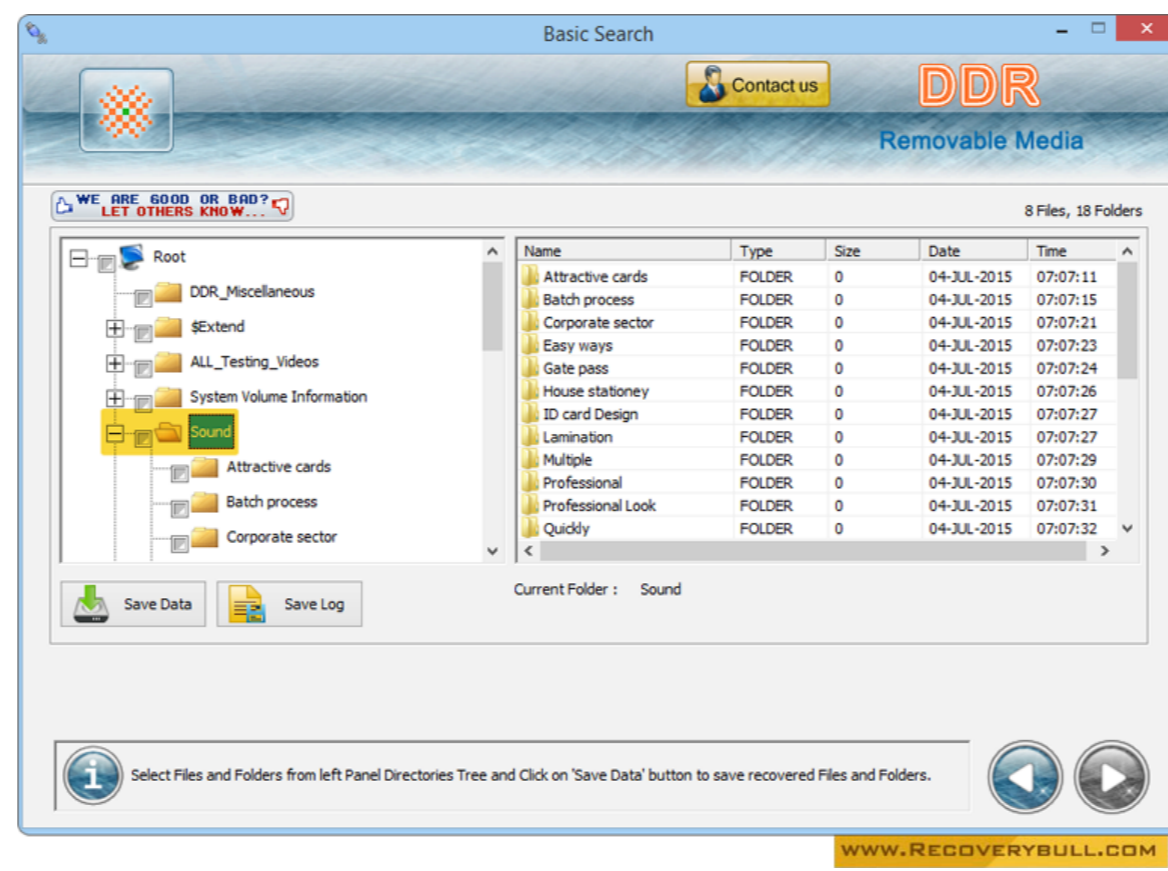 Basic Search
Contact us
DDR
Removable Media
WE ARE GOOD OR BAD?
LET OTHERS KNOW...
8 Files, 18 Folders
Root
DDR_Miscellaneous
$Extend
ALL_Testing_Videos
System Volume Information
Sound
Attractive cards
Batch process
Corporate sector
Name Type Size Date Time
Attractive cards FOLDER 0 04-JUL-2015 07:07:11
Batch process FOLDER 0 04-JUL-2015 07:07:15
Corporate sector FOLDER 0 04-JUL-2015 07:07:21
Easy ways FOLDER 0 04-JUL-2015 07:07:23
Gate pass FOLDER 0 04-JUL-2015 07:07:24
House stationey FOLDER 0 04-JUL-2015 07:07:26
ID card Design FOLDER 0 04-JUL-2015 07:07:27
Lamination FOLDER 0 04-JUL-2015 07:07:27
Multiple FOLDER 0 04-JUL-2015 07:07:29
Professional FOLDER 0 04-JUL-2015 07:07:30
Professional Look FOLDER 0 04-JUL-2015 07:07:31
Quickly FOLDER 0 04-JUL-2015 07:07:32
Save Data
Save Log
Current Folder : Sound
Select Files and Folders from left Panel Directories Tree and Click on 'Save Data' button to save recovered Files and Folders.
www.Recoverybull.com